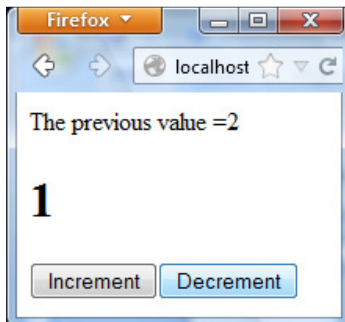 Firefox
localhost
The previous value =2
1
Increment Decrement